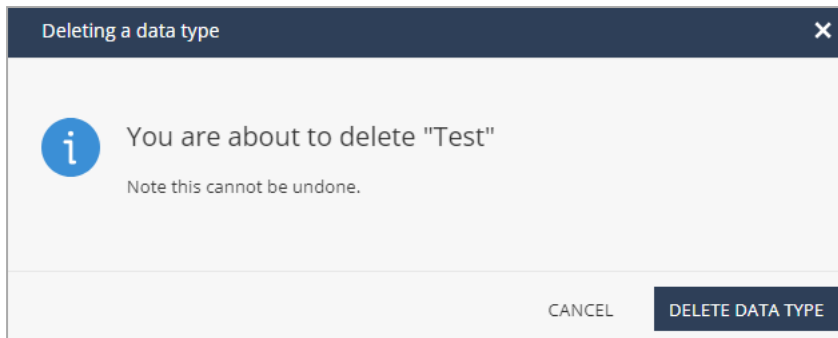 Deleting a data type
You are about to delete "Test"
Note this cannot be undone.
CANCEL DELETE DATA TYPE